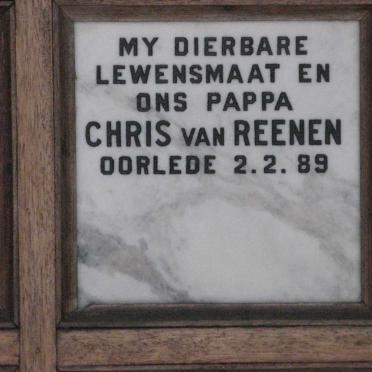 MY DIERBARE
LEWENSMAAT EN
ONS PAPPA
CHRIS VAN REENEN
OORLEDE 2.2.89